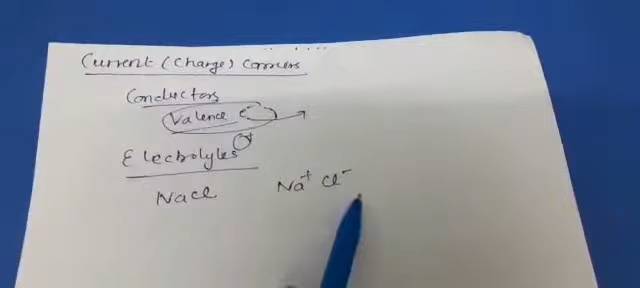 Current (Charge) Carriers
Conductors
Valence e⁻
Electrolytes
NaCl Na⁺ Cl⁻